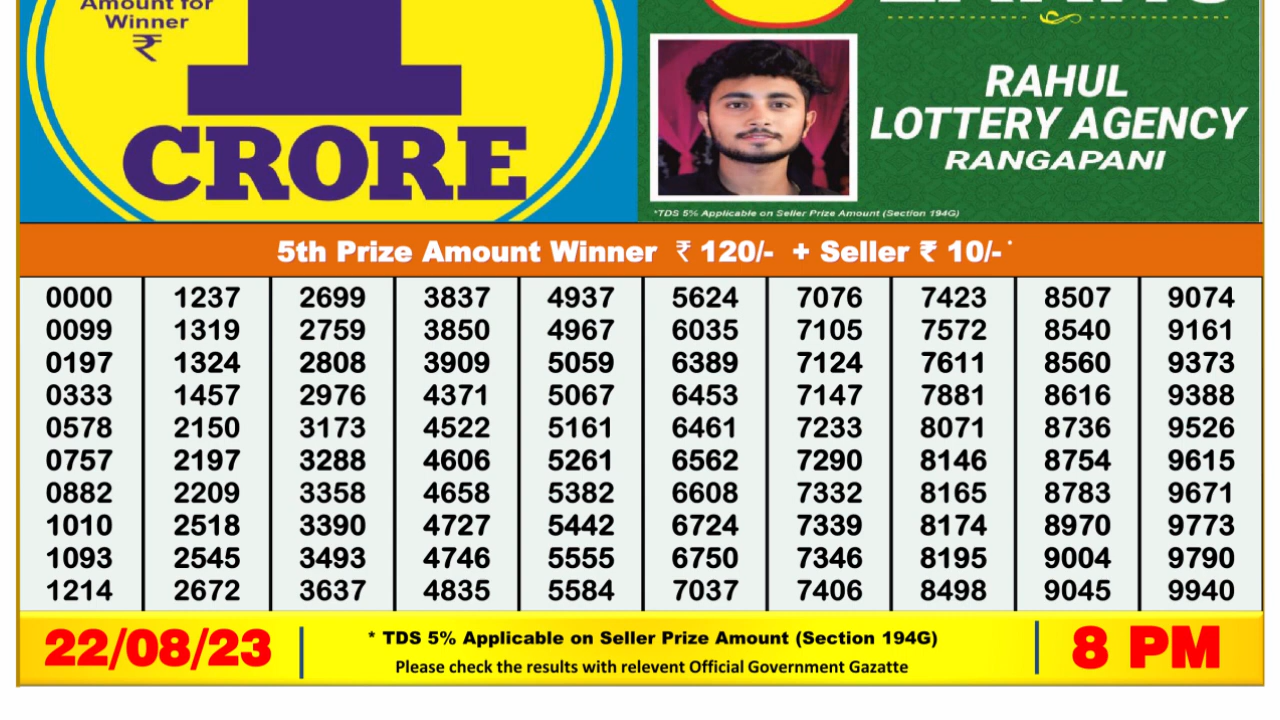 Amount for
Winner
₹
1
CRORE
RAHUL
LOTTERY AGENCY
RANGAPANI
*TDS 5% Applicable on Seller Prize Amount (Section 194G)
5th Prize Amount Winner ₹ 120/- + Seller ₹ 10/-*
0000 1237 2699 3837 4937 5624 7076 7423 8507 9074
0099 1319 2759 3850 4967 6035 7105 7572 8540 9161
0197 1324 2808 3909 5059 6389 7124 7611 8560 9373
0333 1457 2976 4371 5067 6453 7147 7881 8616 9388
0578 2150 3173 4522 5161 6461 7233 8071 8736 9526
0757 2197 3288 4606 5261 6562 7290 8146 8754 9615
0882 2209 3358 4658 5382 6608 7332 8165 8783 9671
1010 2518 3390 4727 5442 6724 7339 8174 8970 9773
1093 2545 3493 4746 5555 6750 7346 8195 9004 9790
1214 2672 3637 4835 5584 7037 7406 8498 9045 9940
22/08/23
* TDS 5% Applicable on Seller Prize Amount (Section 194G)
Please check the results with relevent Official Government Gazatte
8 PM